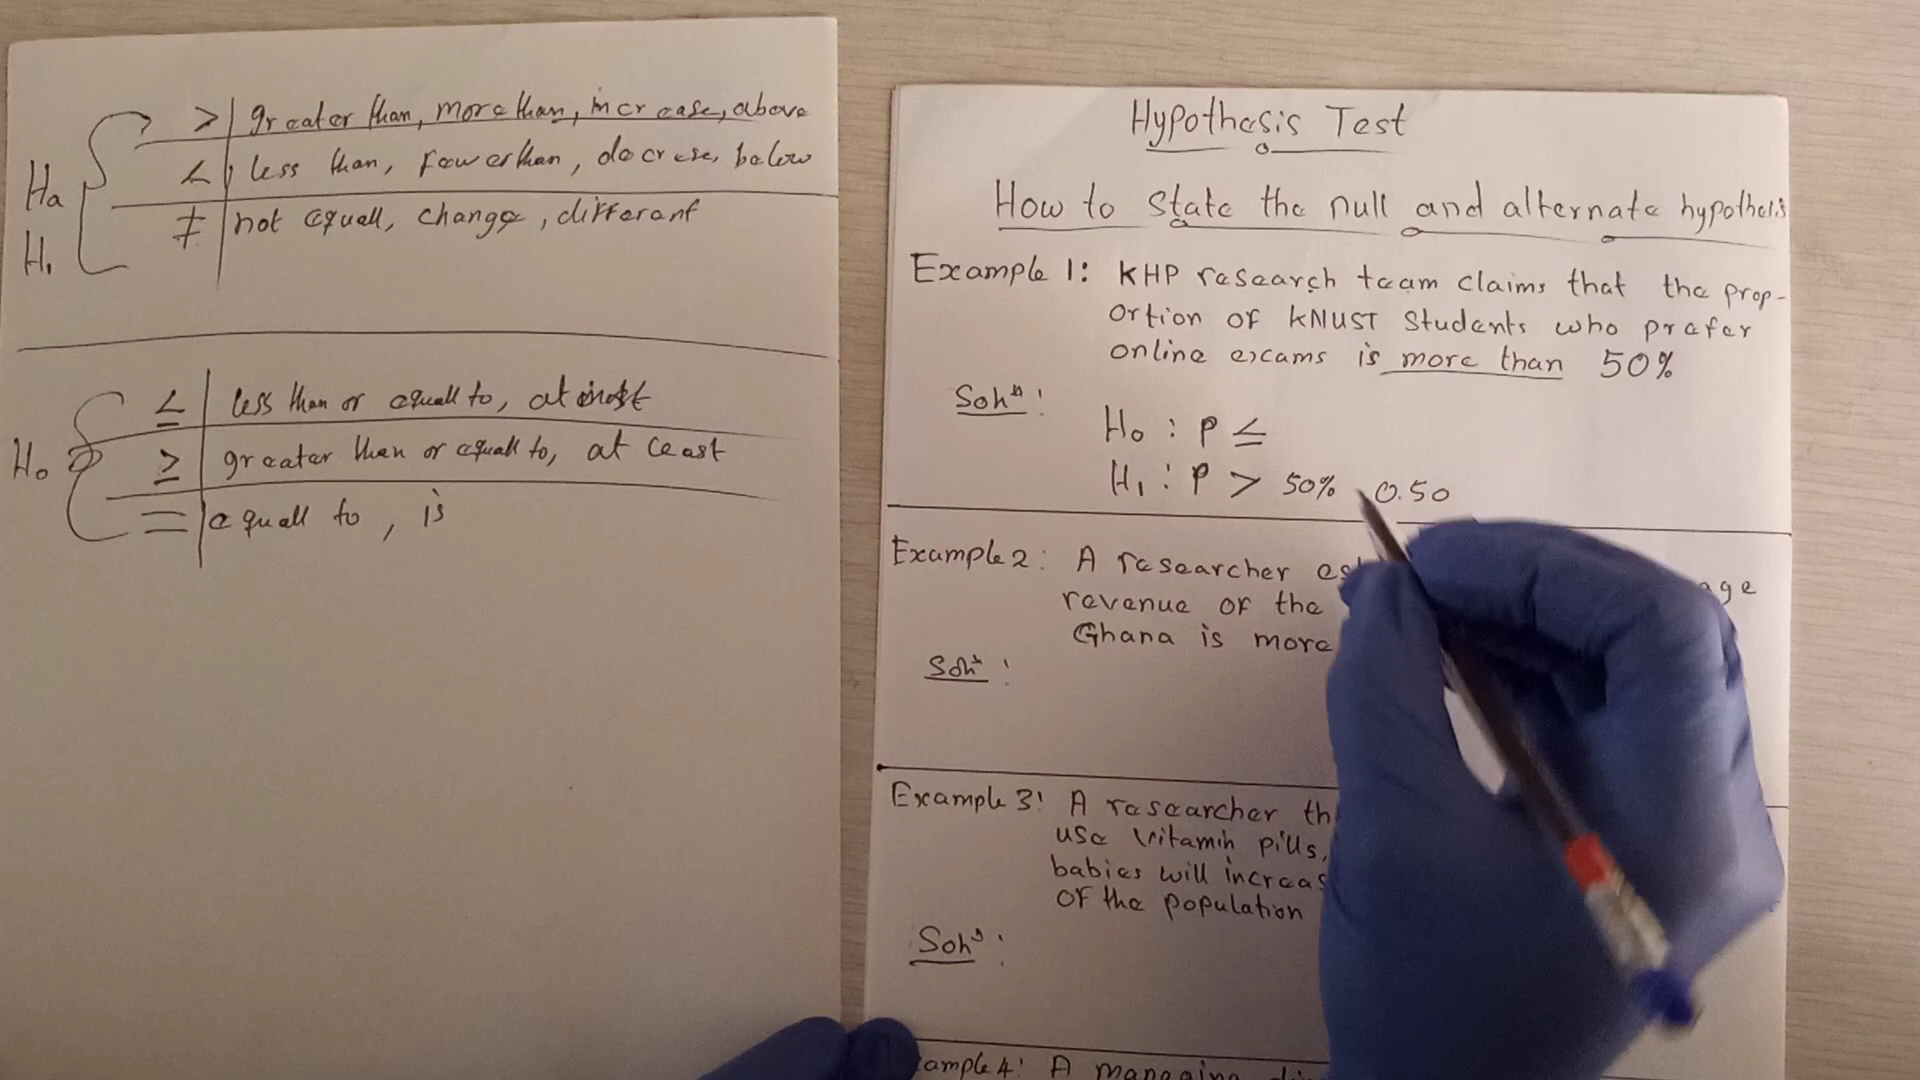 > greater than, more than, increase, above
< less than, fewer than, decrese, below
Ha
≠ not equall, change, different
H₁
≤ less than or equall to, at most
H₀
≥ greater than or equall to, at least
= equall to, is
Hypothesis Test
How to state the null and alternate hypothesis
Example 1: KHP research team claims that the prop-
ortion of KNUST Students who prefer
online exams is more than 50%
Solⁿ:
H₀ : P ≤
H₁ : P > 50% 0.50
Example 2: A researcher
revenue of the
Ghana is more
Solⁿ:
Example 3: A researcher
use vitamin pills,
babies will
of the population
Solⁿ:
4: A